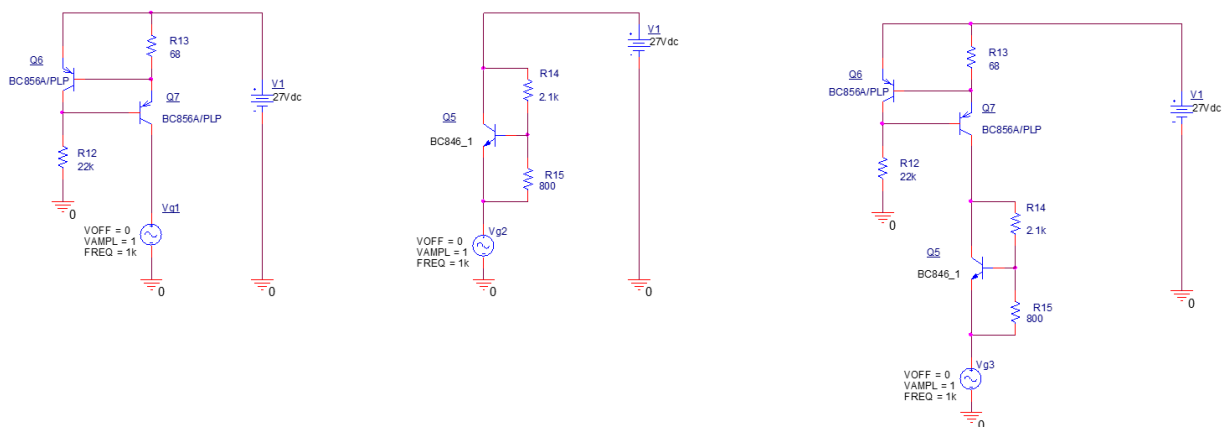 R13
68
Q6
BC856A/PLP
Q7
BC856A/PLP
V1
27Vdc
R12
22k
0
Vg1
VOFF = 0
VAMPL = 1
FREQ = 1k
0
0
V1
27Vdc
R14
2.1k
Q5
BC846_1
R15
800
Vg2
VOFF = 0
VAMPL = 1
FREQ = 1k
0
0
R13
68
Q6
BC856A/PLP
Q7
BC856A/PLP
V1
27Vdc
R12
22k
0
R14
2.1k
Q5
BC846_1
R15
800
0
Vg3
VOFF = 0
VAMPL = 1
FREQ = 1k
0